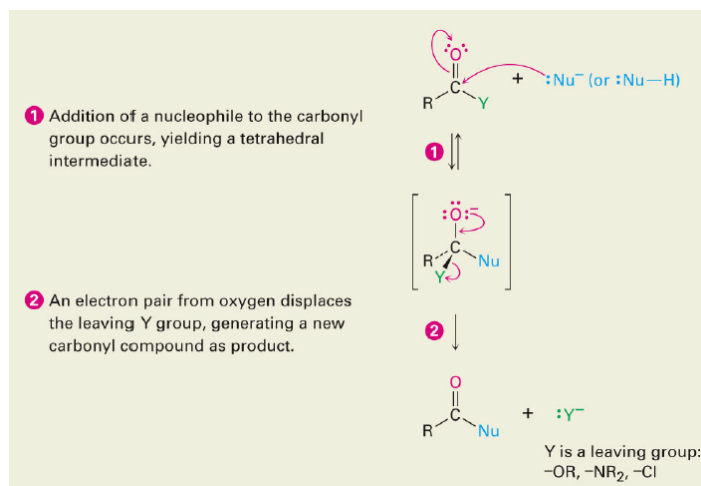 :O:
R C Y + :Nu⁻ (or :Nu—H)
1 Addition of a nucleophile to the carbonyl
group occurs, yielding a tetrahedral
intermediate.
1
:O:⁻
R C Nu
Y
2 An electron pair from oxygen displaces
the leaving Y group, generating a new
carbonyl compound as product.
2
O
R C Nu + :Y⁻
Y is a leaving group:
–OR, –NR₂, –Cl